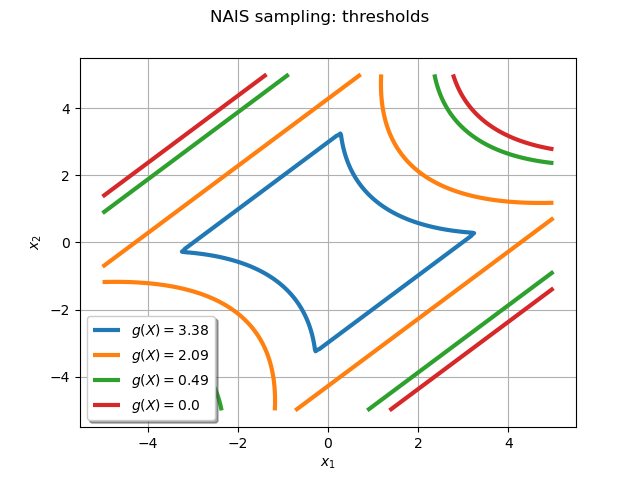 NAIS sampling: thresholds
x₂
4
2
0
−2
−4
g(X) = 3.38
g(X) = 2.09
g(X) = 0.49
g(X) = 0.0
−4 −2 0 2 4
x₁